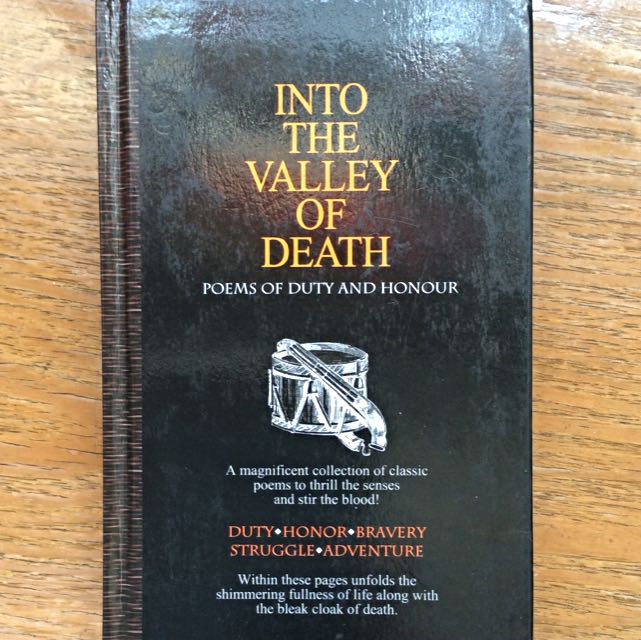 INTO
THE
VALLEY
OF
DEATH
POEMS OF DUTY AND HONOUR
A magnificent collection of classic
poems to thrill the senses
and stir the blood!
DUTY◆HONOR◆BRAVERY
STRUGGLE◆ADVENTURE
Within these pages unfolds the
shimmering fullness of life along with
the bleak cloak of death.